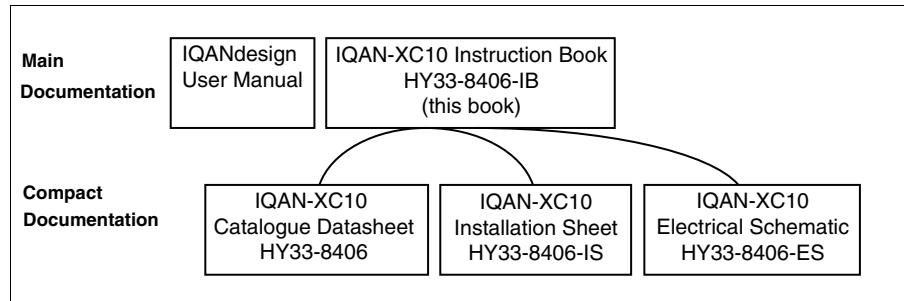 Main
Documentation
IQANdesign
User Manual
IQAN-XC10 Instruction Book
HY33-8406-IB
(this book)
Compact
Documentation
IQAN-XC10
Catalogue Datasheet
HY33-8406
IQAN-XC10
Installation Sheet
HY33-8406-IS
IQAN-XC10
Electrical Schematic
HY33-8406-ES